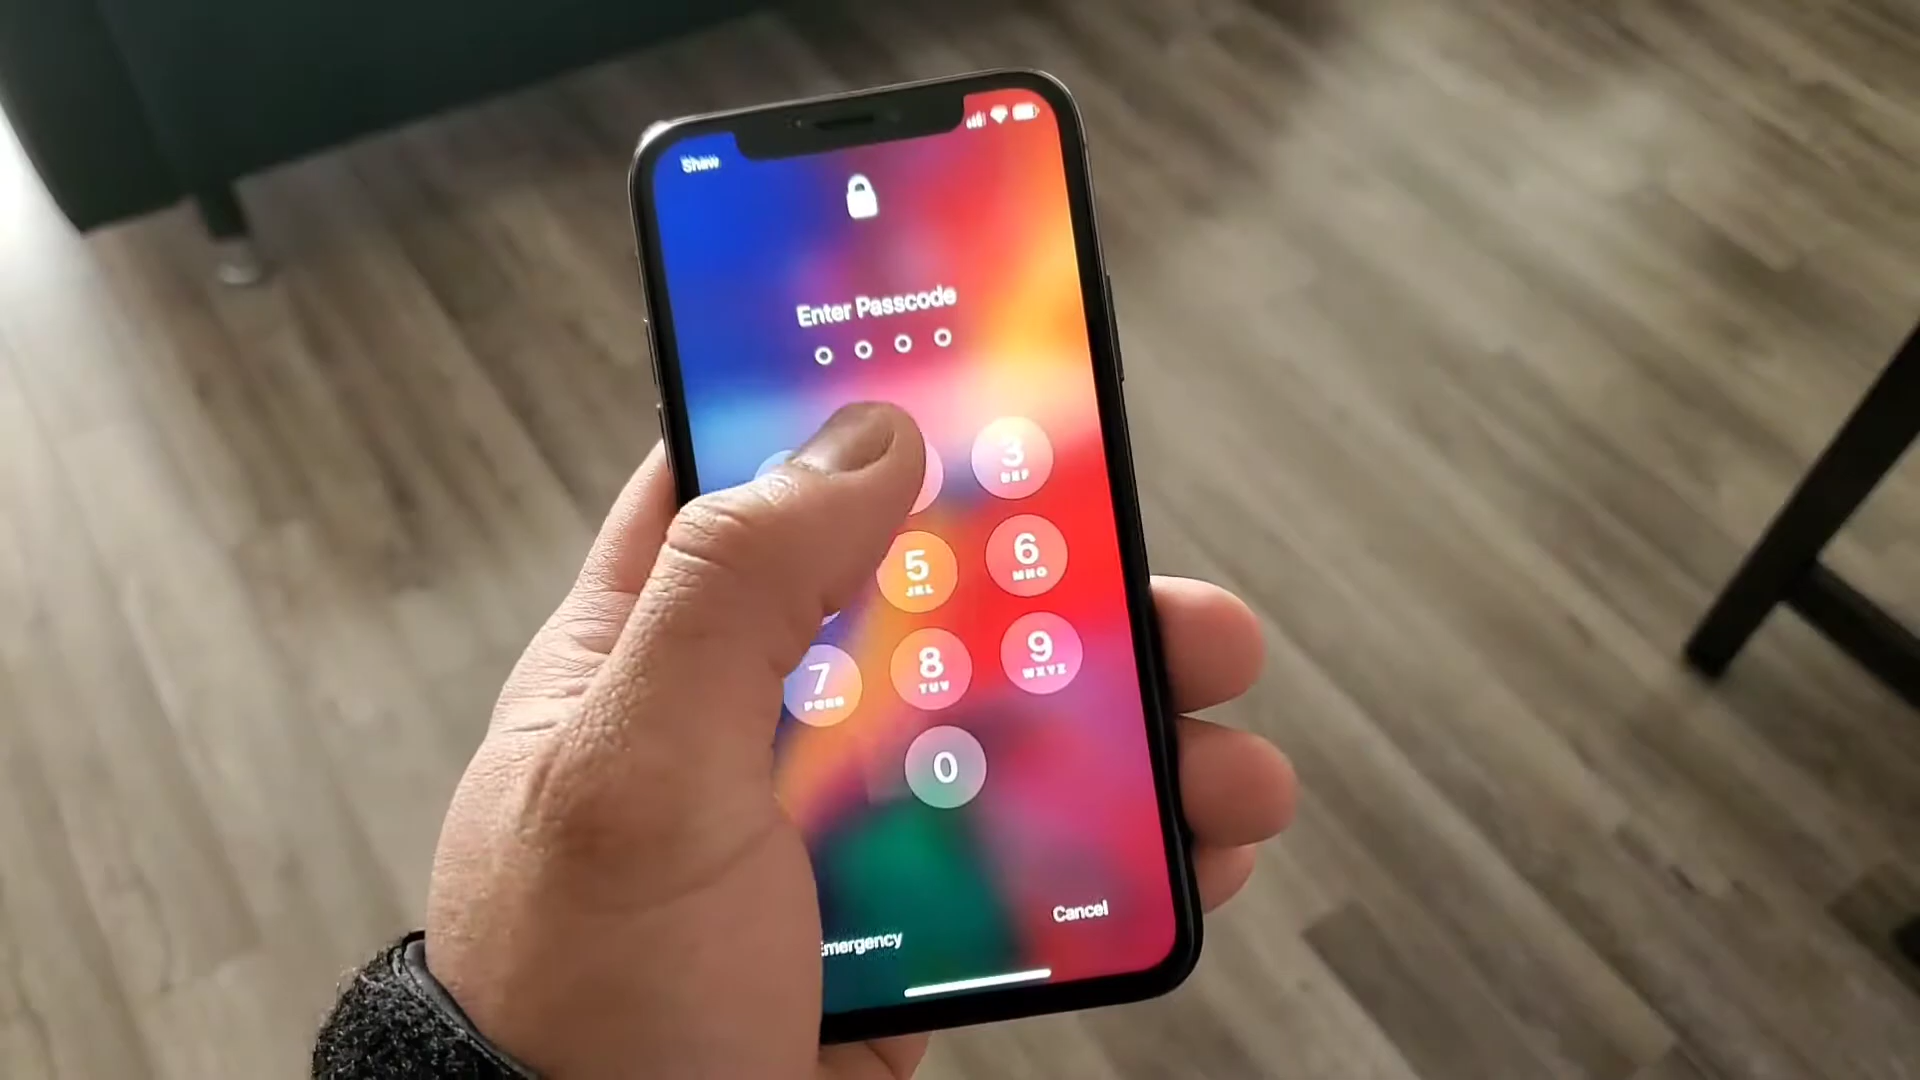 Shaw
Enter Passcode
3
DEF
5
JKL
6
MNO
7
PQRS
8
TUV
9
WXYZ
0
Emergency
Cancel